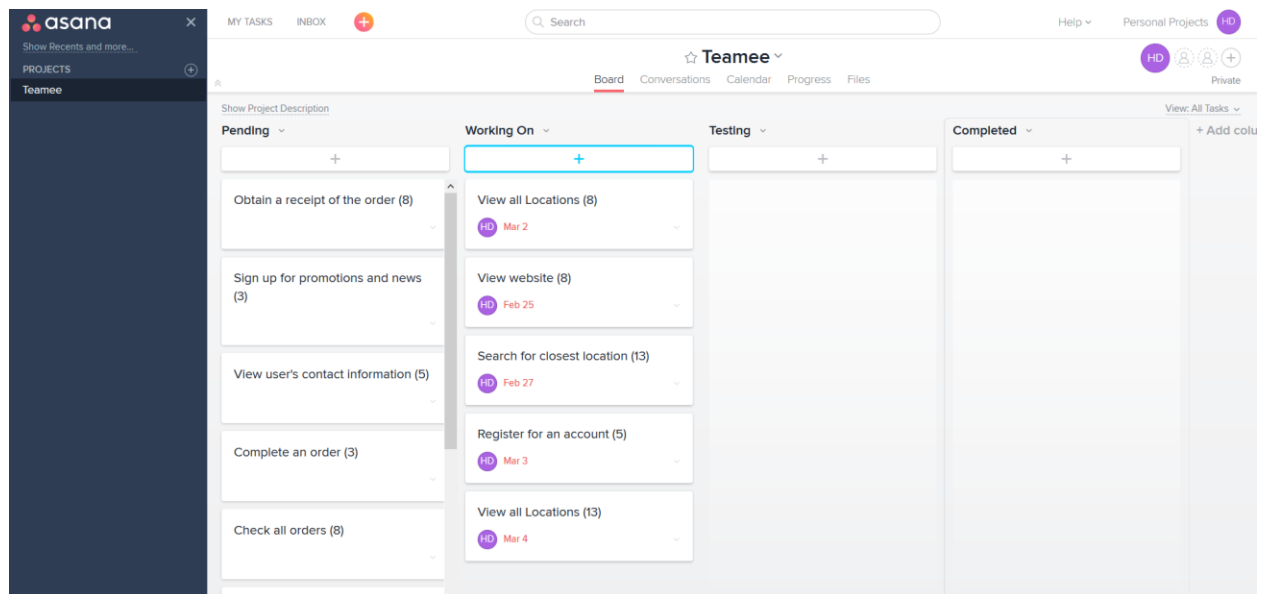 asana
MY TASKS
INBOX
Search
Help
Personal Projects
HD
Show Recents and more...
PROJECTS
Teamee
Teamee
HD
Board
Conversations
Calendar
Progress
Files
Private
Show Project Description
View: All Tasks
Pending
Obtain a receipt of the order (8)
Sign up for promotions and news
(3)
View user's contact information (5)
Complete an order (3)
Check all orders (8)
Working On
View all Locations (8)
HD Mar 2
View website (8)
HD Feb 25
Search for closest location (13)
HD Feb 27
Register for an account (5)
HD Mar 3
View all Locations (13)
HD Mar 4
Testing
Completed
+ Add colu